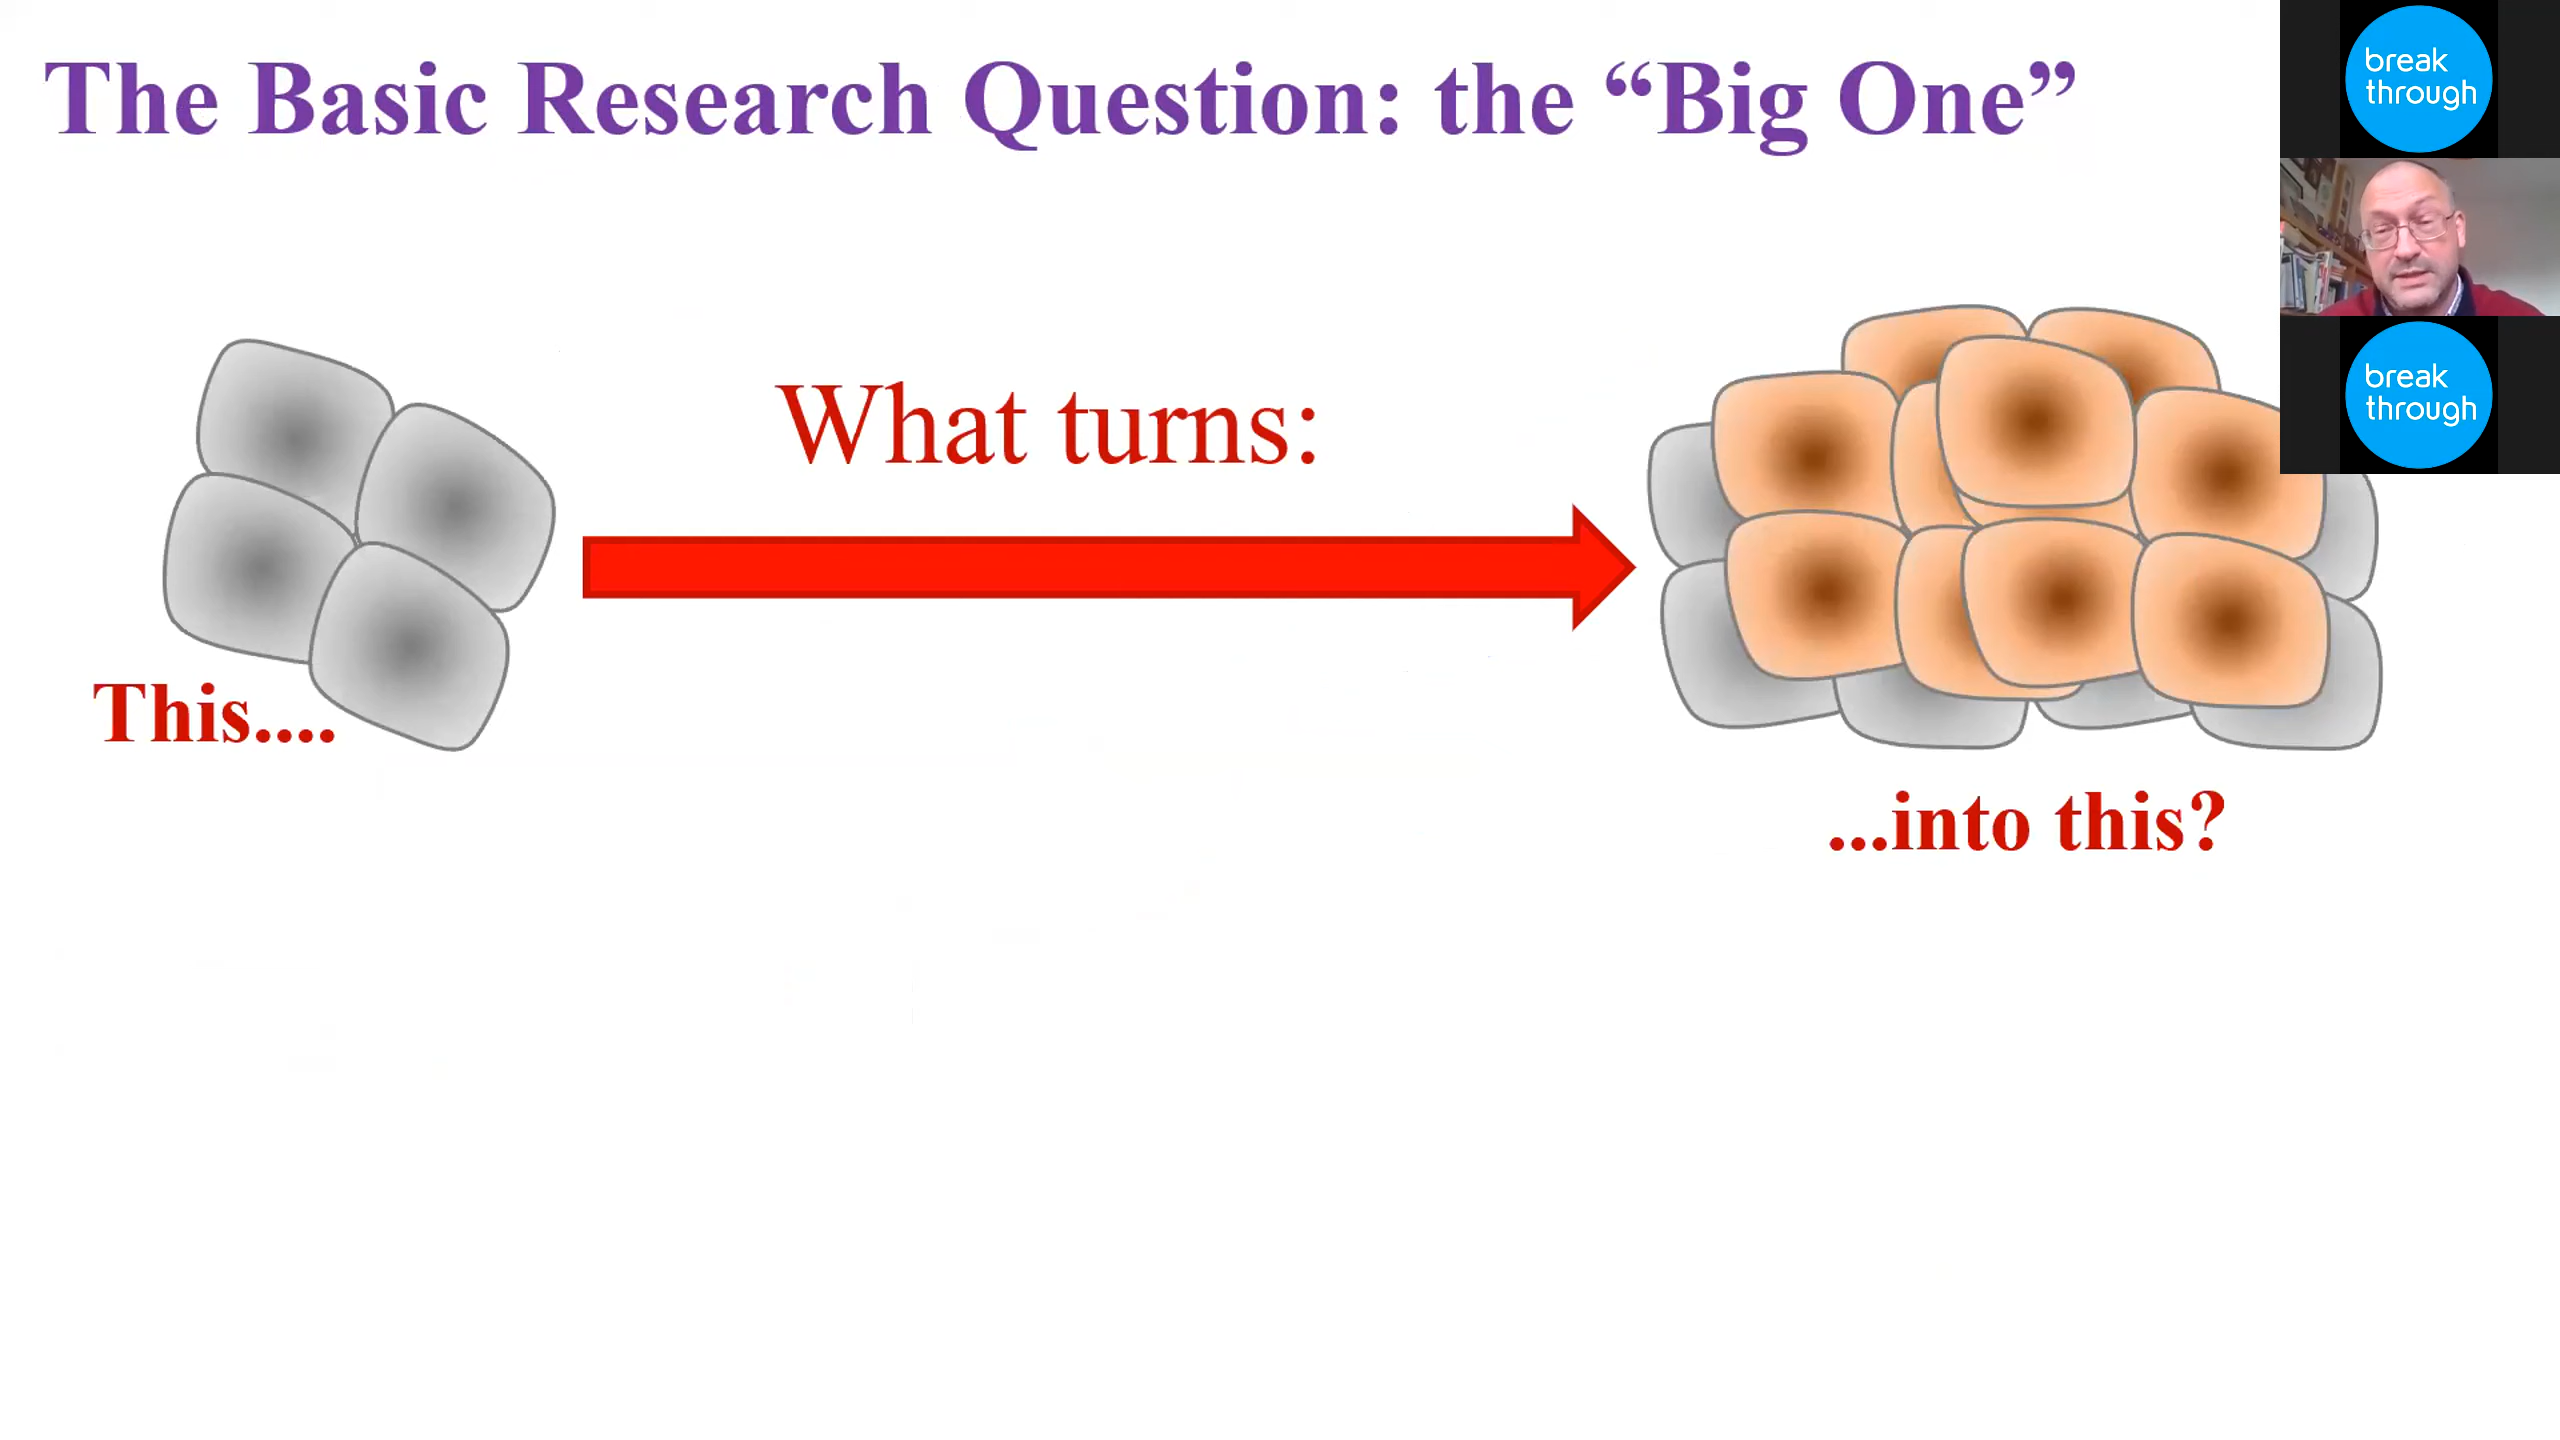 The Basic Research Question: the “Big One”
break
through
What turns:
break
through
This....
...into this?